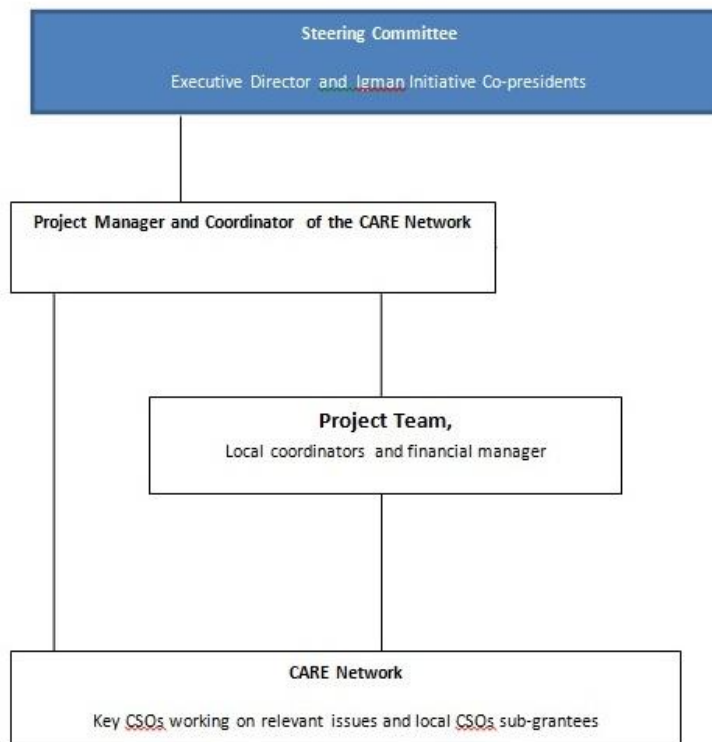 Steering Committee
Executive Director and Igman Initiative Co-presidents
Project Manager and Coordinator of the CARE Network
Project Team,
Local coordinators and financial manager
CARE Network
Key CSOs working on relevant issues and local CSOs sub-grantees